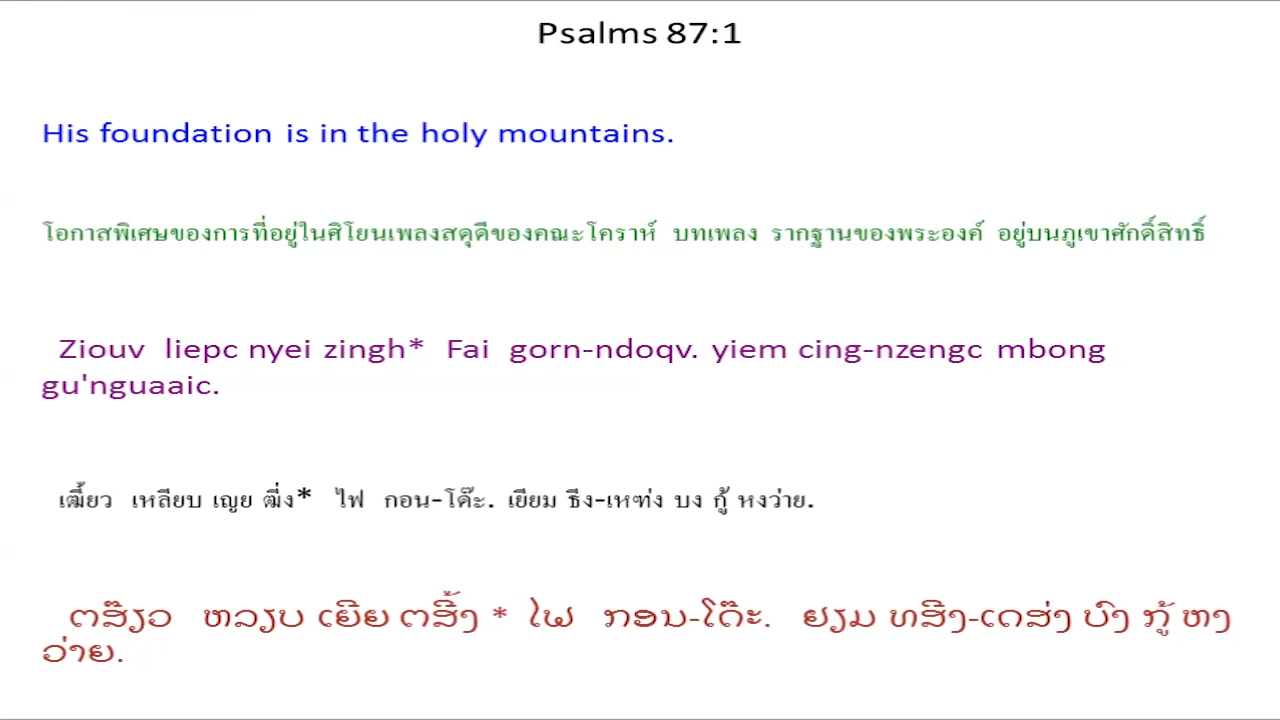 Psalms 87:1
His foundation is in the holy mountains.
โอกาสพิเศษของการที่อยู่ในศิโยนเพลงสดุดีของคณะโคราห์ บทเพลง รากฐานของพระองค์ อยู่บนภูเขาศักดิ์สิทธิ์
Ziouv liepc nyei zingh* Fai gorn-ndoqv. yiem cing-nzengc mbong
gu'nguaaic.
เฒี้ยว เหลียบ เญย ฒี่ง* ไฟ กอน-โด๊ะ. เยียม ธีง-เหฑ่ง บง กู้ หงว่าย.
ຕສ໊ຽວ ຫລຽບ ເຍີຍ ຕສີ້ງ * ໄຟ ກອນ-ໂດ໊ະ. ຢຽມ ທສີງ-ເດສ່ງ ບົງ ກູ້ ຫງ
ວ່າຍ.